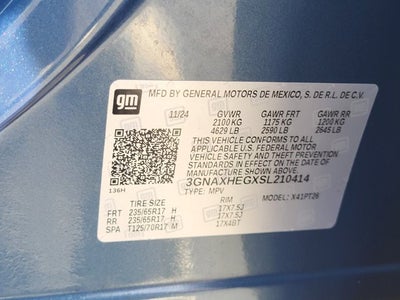 gm
MFD BY GENERAL MOTORS DE MEXICO, S. DE R.L. DE C.V.
11/24 GVWR GAWR FRT GAWR RR
2100 KG 1175 KG 1200 KG
4629 LB 2590 LB 2645 LB
THIS VEHICLE CONFORMS TO ALL
APPLICABLE U.S. FEDERAL MOTOR
VEHICLE SAFETY, BUMPER, AND THEFT
PREVENTION STANDARDS IN EFFECT ON
THE DATE OF MANUFACTURE SHOWN ABOVE.
3GNAXHEGXSL210414
136H TYPE: MPV MODEL: X41PT26
TIRE SIZE RIM
FRT 235/65R17 H 17X7.5J
RR 235/65R17 H 17X7.5J
SPA T125/70R17 M 17X4BT